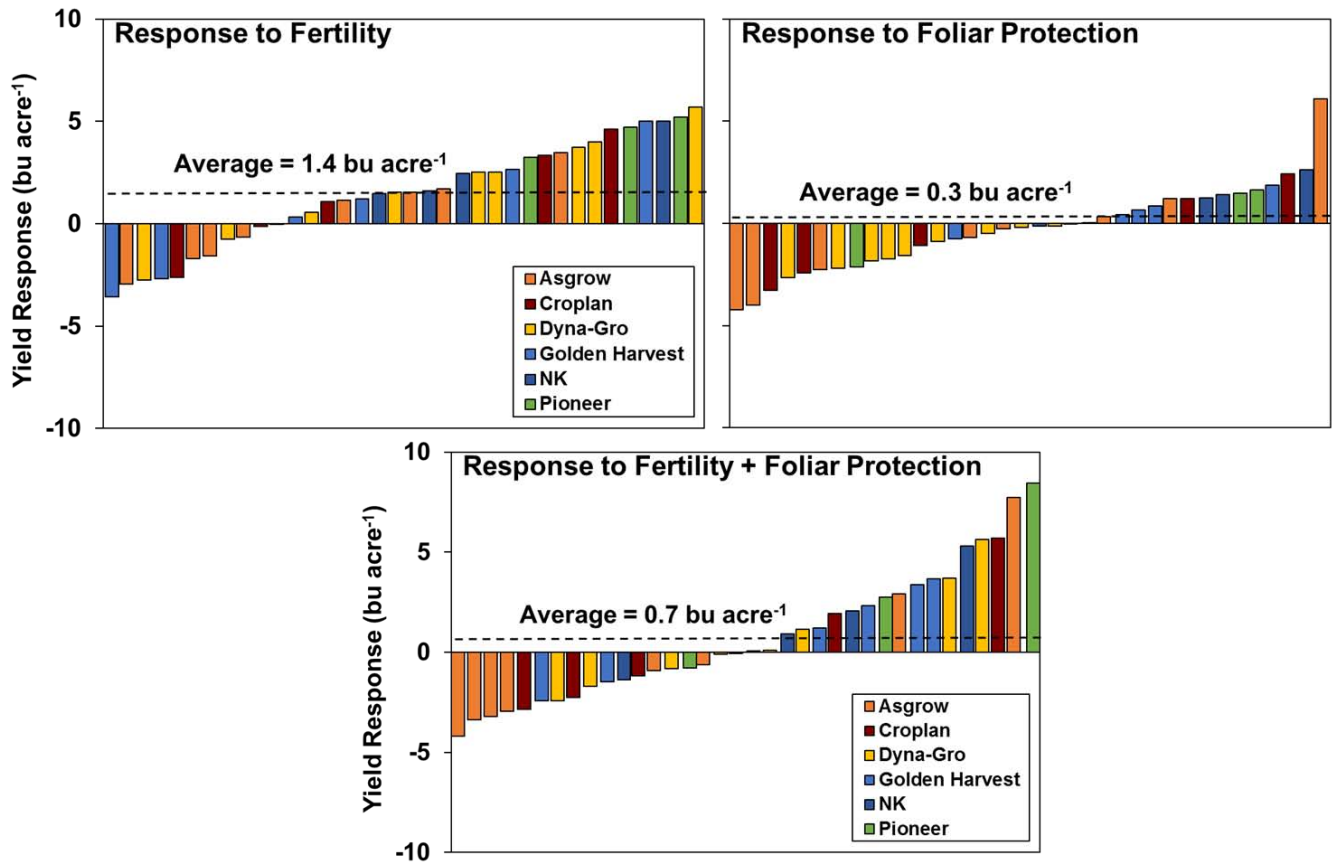 Response to Fertility
Yield Response (bu acre⁻¹)
10
5
0
-5
-10
Average = 1.4 bu acre⁻¹
Asgrow
Croplan
Dyna-Gro
Golden Harvest
NK
Pioneer
Response to Foliar Protection
Average = 0.3 bu acre⁻¹
Response to Fertility + Foliar Protection
Yield Response (bu acre⁻¹)
10
5
0
-5
-10
Average = 0.7 bu acre⁻¹
Asgrow
Croplan
Dyna-Gro
Golden Harvest
NK
Pioneer